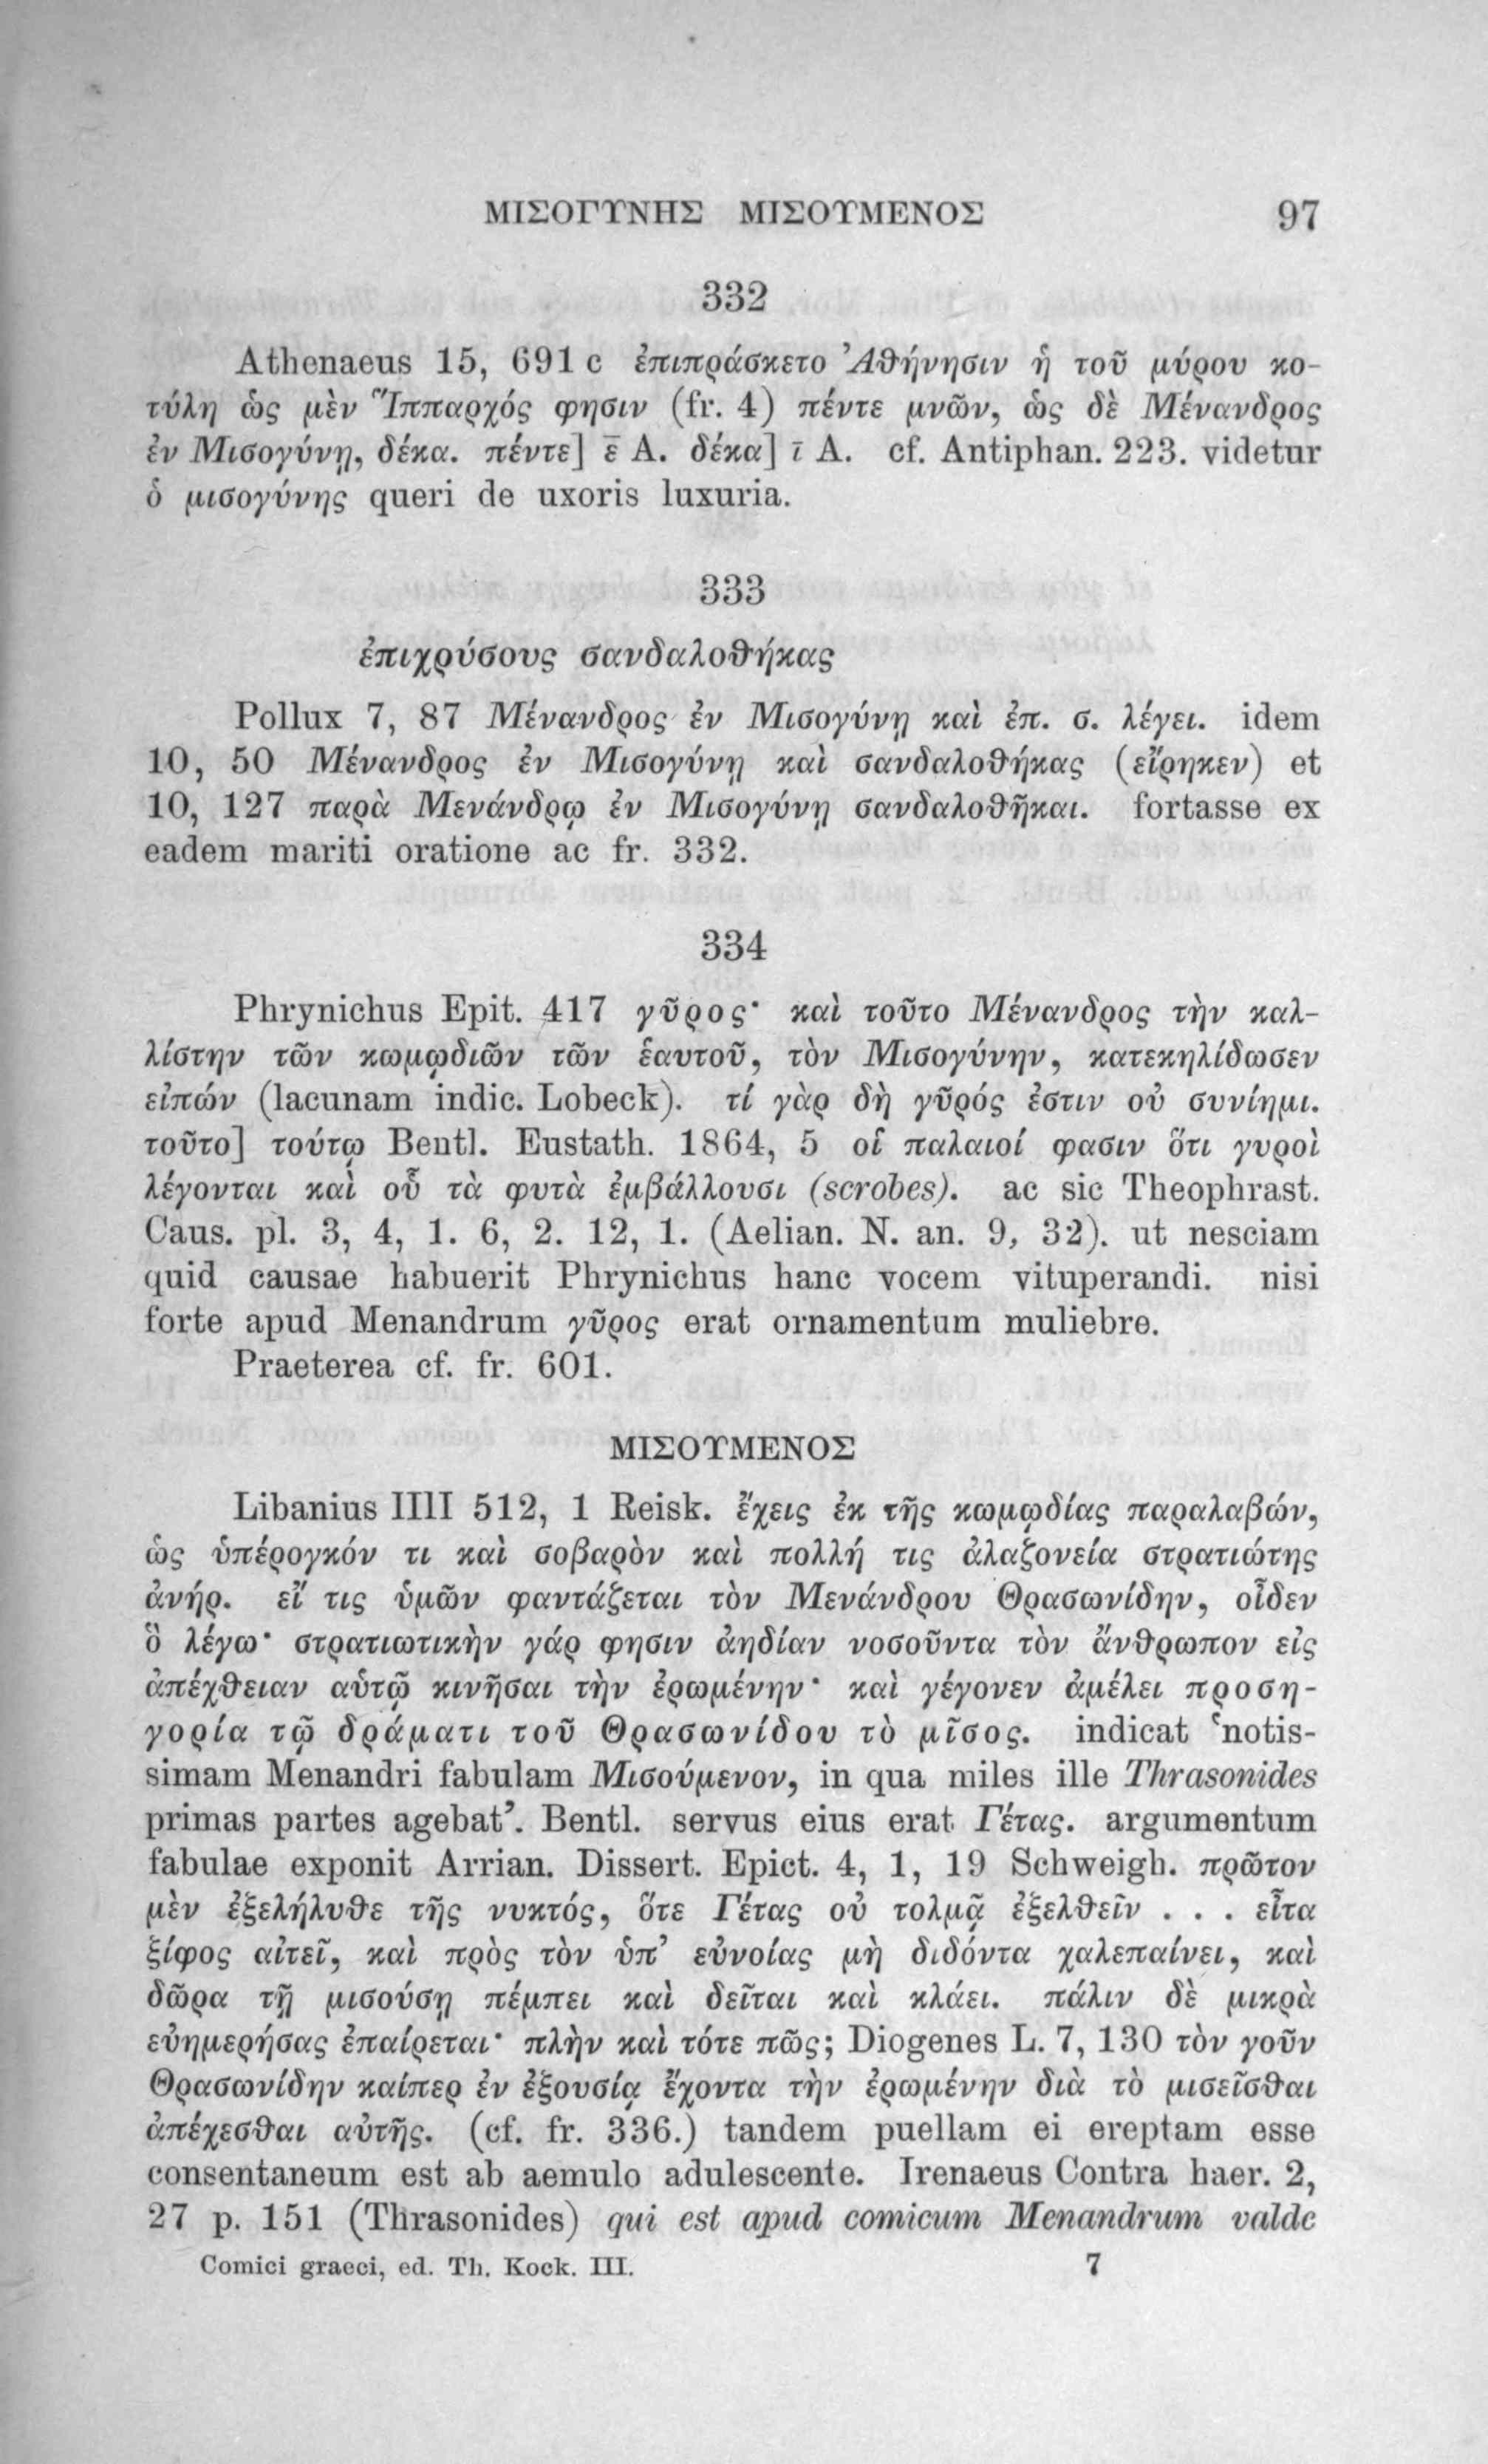 ΜΙΣΟΓΥΝΗΣ ΜΙΣΟΥΜΕΝΟΣ 97
332
Athenaeus 15, 691 c ἐπιπράσκετο Ἀθήνησιν ἡ τοῦ μύρου κο-
τύλη ὡς μὲν Ἵππαρχός φησιν (fr. 4) πέντε μνῶν, ὡς δὲ Μένανδρος
ἐν Μισογύνῃ, δέκα. πέντε] ε̄ A. δέκα] ῑ A. cf. Antiphan. 223. videtur
ὁ μισογύνης queri de uxoris luxuria.
333
ἐπιχρύσους σανδαλοθήκας
Pollux 7, 87 Μένανδρος ἐν Μισογύνῃ καὶ ἐπ. σ. λέγει. idem
10, 50 Μένανδρος ἐν Μισογύνῃ καὶ σανδαλοθήκας (εἴρηκεν) et
10, 127 παρὰ Μενάνδρῳ ἐν Μισογύνῃ σανδαλοθῆκαι. fortasse ex
eadem mariti oratione ac fr. 332.
334
Phrynichus Epit. 417 γῦρος· καὶ τοῦτο Μένανδρος τὴν καλ-
λίστην τῶν κωμῳδιῶν τῶν ἑαυτοῦ, τὸν Μισογύνην, κατεκηλίδωσεν
εἰπών (lacunam indic. Lobeck). τί γὰρ δὴ γῦρός ἐστιν οὐ συνίημι.
τοῦτο] τούτῳ Bentl. Eustath. 1864, 5 οἱ παλαιοί φασιν ὅτι γυροὶ
λέγονται καὶ οὗ τὰ φυτὰ ἐμβάλλουσι (scrobes). ac sic Theophrast.
Caus. pl. 3, 4, 1. 6, 2. 12, 1. (Aelian. N. an. 9, 32). ut nesciam
quid causae habuerit Phrynichus hanc vocem vituperandi. nisi
forte apud Menandrum γῦρος erat ornamentum muliebre.
Praeterea cf. fr. 601.
ΜΙΣΟΥΜΕΝΟΣ
Libanius IIII 512, 1 Reisk. ἔχεις ἐκ τῆς κωμῳδίας παραλαβών,
ὡς ὑπέρογκόν τι καὶ σοβαρὸν καὶ πολλή τις ἀλαζονεία στρατιώτης
ἀνήρ. εἴ τις ὑμῶν φαντάζεται τὸν Μενάνδρου Θρασωνίδην, οἶδεν
ὃ λέγω· στρατιωτικὴν γάρ φησιν ἀηδίαν νοσοῦντα τὸν ἄνθρωπον εἰς
ἀπέχθειαν αὑτῷ κινῆσαι τὴν ἐρωμένην· καὶ γέγονεν ἀμέλει προση-
γορία τῷ δράματι τοῦ Θρασωνίδου τὸ μῖσος. indicat ‘notis-
simam Menandri fabulam Μισούμενον, in qua miles ille Thrasonides
primas partes agebat’. Bentl. servus eius erat Γέτας. argumentum
fabulae exponit Arrian. Dissert. Epict. 4, 1, 19 Schweigh. πρῶτον
μὲν ἐξελήλυθε τῆς νυκτός, ὅτε Γέτας οὐ τολμᾷ ἐξελθεῖν . . . εἶτα
ξίφος αἰτεῖ, καὶ πρὸς τὸν ὑπ’ εὐνοίας μὴ διδόντα χαλεπαίνει, καὶ
δῶρα τῇ μισούσῃ πέμπει καὶ δεῖται καὶ κλάει. πάλιν δὲ μικρὰ
εὐημερήσας ἐπαίρεται· πλὴν καὶ τότε πῶς; Diogenes L. 7, 130 τὸν γοῦν
Θρασωνίδην καίπερ ἐν ἐξουσίᾳ ἔχοντα τὴν ἐρωμένην διὰ τὸ μισεῖσθαι
ἀπέχεσθαι αὐτῆς. (cf. fr. 336.) tandem puellam ei ereptam esse
consentaneum est ab aemulo adulescente. Irenaeus Contra haer. 2,
27 p. 151 (Thrasonides) qui est apud comicum Menandrum valde
Comici graeci, ed. Th. Kock. III. 7